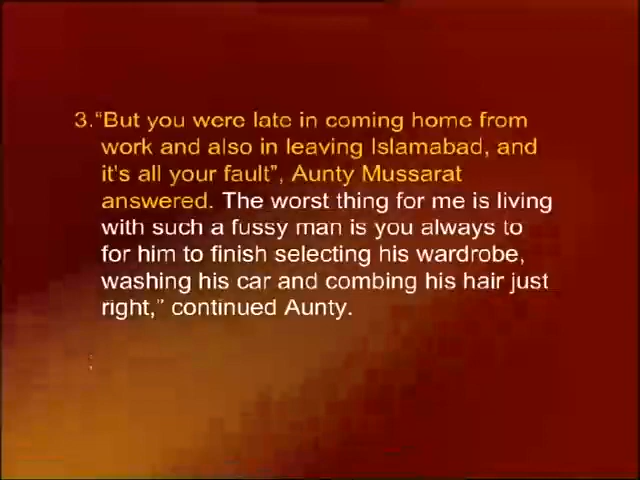 3.“But you were late in coming home from
work and also in leaving Islamabad, and
it's all your fault”, Aunty Mussarat
answered. The worst thing for me is living
with such a fussy man is you always to
for him to finish selecting his wardrobe,
washing his car and combing his hair just
right,” continued Aunty.